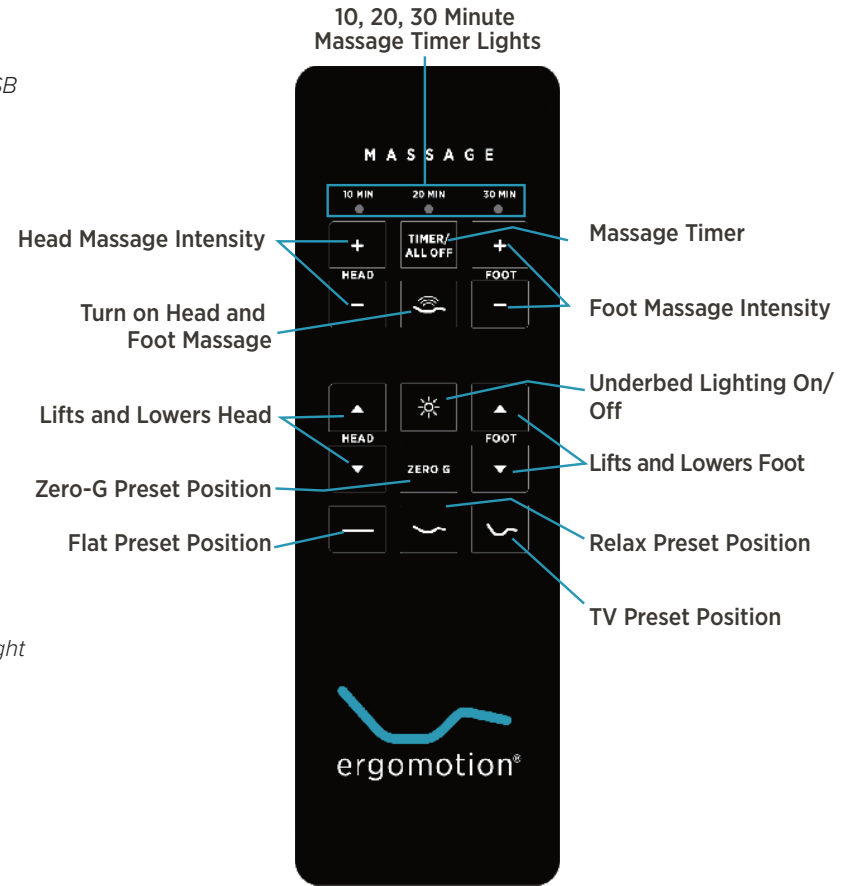 10, 20, 30 Minute
Massage Timer Lights
SB
MASSAGE
10 MIN 20 MIN 30 MIN
Head Massage Intensity
+ TIMER/ +
ALL OFF
Massage Timer
HEAD FOOT
− −
Turn on Head and
Foot Massage
Foot Massage Intensity
Underbed Lighting On/
Off
Lifts and Lowers Head
HEAD FOOT
Lifts and Lowers Foot
ZERO G
Zero-G Preset Position
Flat Preset Position
Relax Preset Position
TV Preset Position
ght
ergomotion®